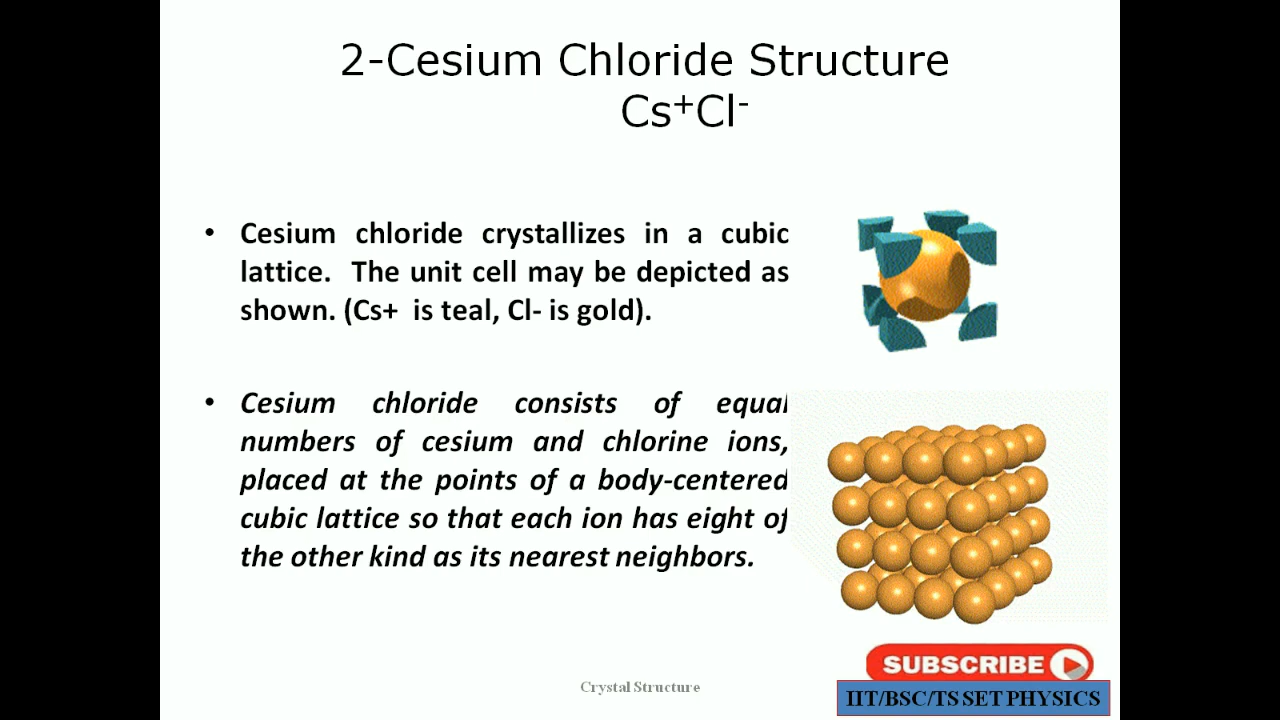 2-Cesium Chloride Structure
Cs⁺Cl⁻
• Cesium chloride crystallizes in a cubic
lattice. The unit cell may be depicted as
shown. (Cs+ is teal, Cl- is gold).
• Cesium chloride consists of equal
numbers of cesium and chlorine ions,
placed at the points of a body-centered
cubic lattice so that each ion has eight of
the other kind as its nearest neighbors.
SUBSCRIBE
Crystal Structure
IIT/BSC/TS SET PHYSICS